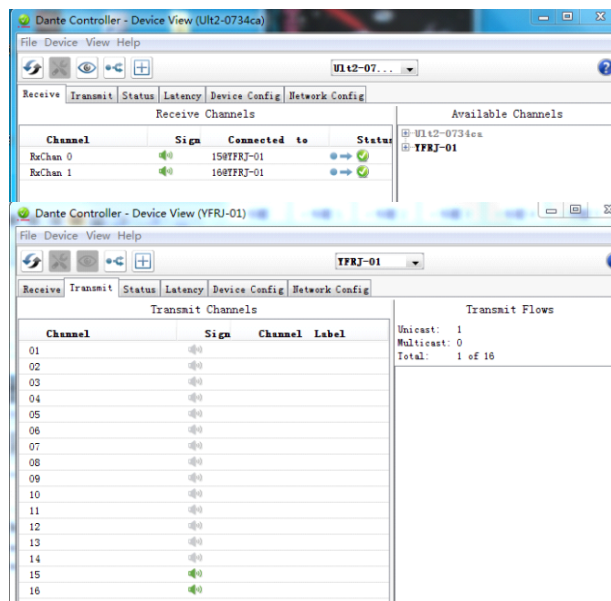 Dante Controller - Device View (Ult2-0734ca)
File Device View Help
Ult2-07...
Receive Transmit Status Latency Device Config Network Config
Receive Channels
Available Channels
Channel Sign Connected to Status
RxChan 0 15@YFRJ-01
RxChan 1 16@YFRJ-01
Ult2-0734ca
YFRJ-01
Dante Controller - Device View (YFRJ-01)
File Device View Help
YFRJ-01
Receive Transmit Status Latency Device Config Network Config
Transmit Channels
Transmit Flows
Channel Sign Channel Label
Unicast: 1
Multicast: 0
Total: 1 of 16
01
02
03
04
05
06
07
08
09
10
11
12
13
14
15
16